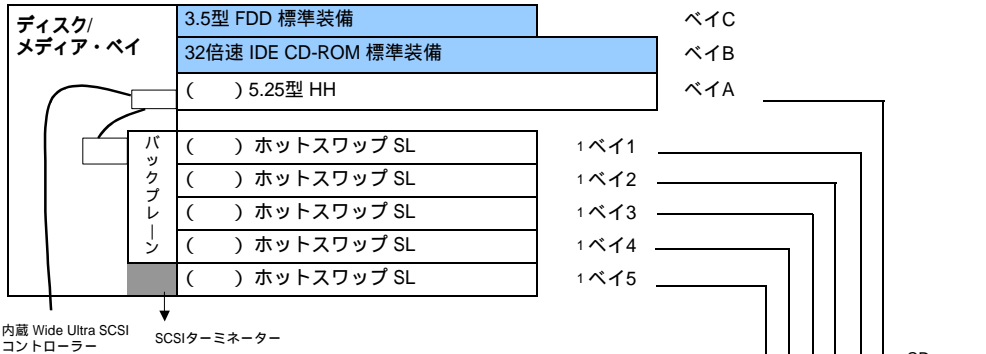 ディスク/
メディア・ベイ
3.5型 FDD 標準装備
ベイC
32倍速 IDE CD-ROM 標準装備
ベイB
(　　) 5.25型 HH
ベイA
バックプレーン
(　　) ホットスワップ SL
1 ベイ1
(　　) ホットスワップ SL
1 ベイ2
(　　) ホットスワップ SL
1 ベイ3
(　　) ホットスワップ SL
1 ベイ4
(　　) ホットスワップ SL
1 ベイ5
内蔵 Wide Ultra SCSI
コントローラー
SCSIターミネーター